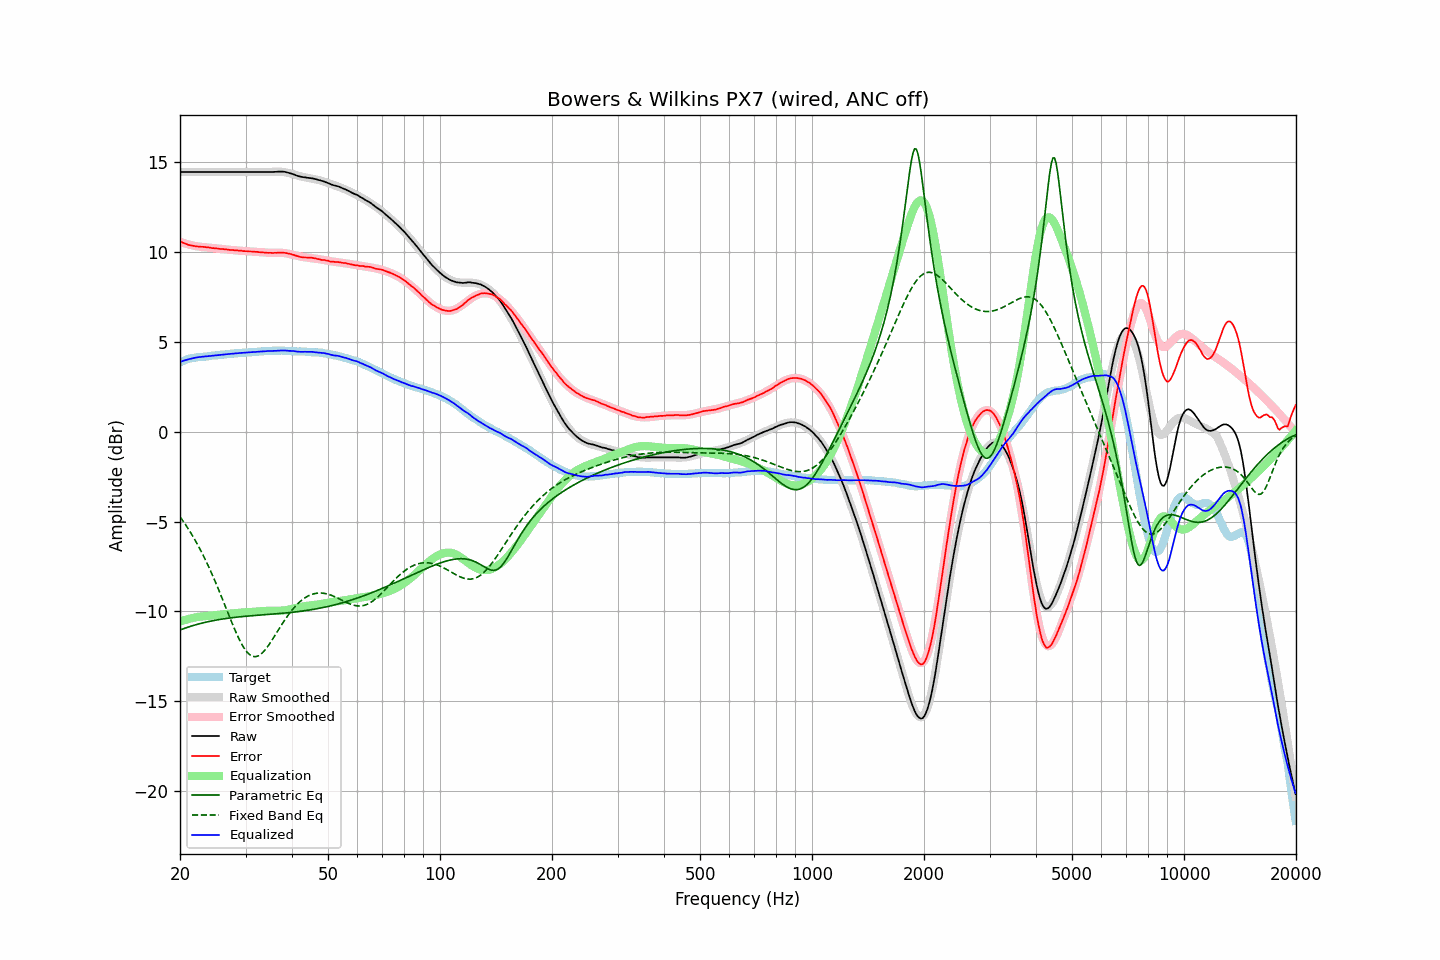 Bowers & Wilkins PX7 (wired, ANC off)
15
10
5
0
−5
−10
−15
−20
Amplitude (dBr)
Target
Raw Smoothed
Error Smoothed
Raw
Error
Equalization
Parametric Eq
Fixed Band Eq
Equalized
20 50 100 200 500 1000 2000 5000 10000 20000
Frequency (Hz)